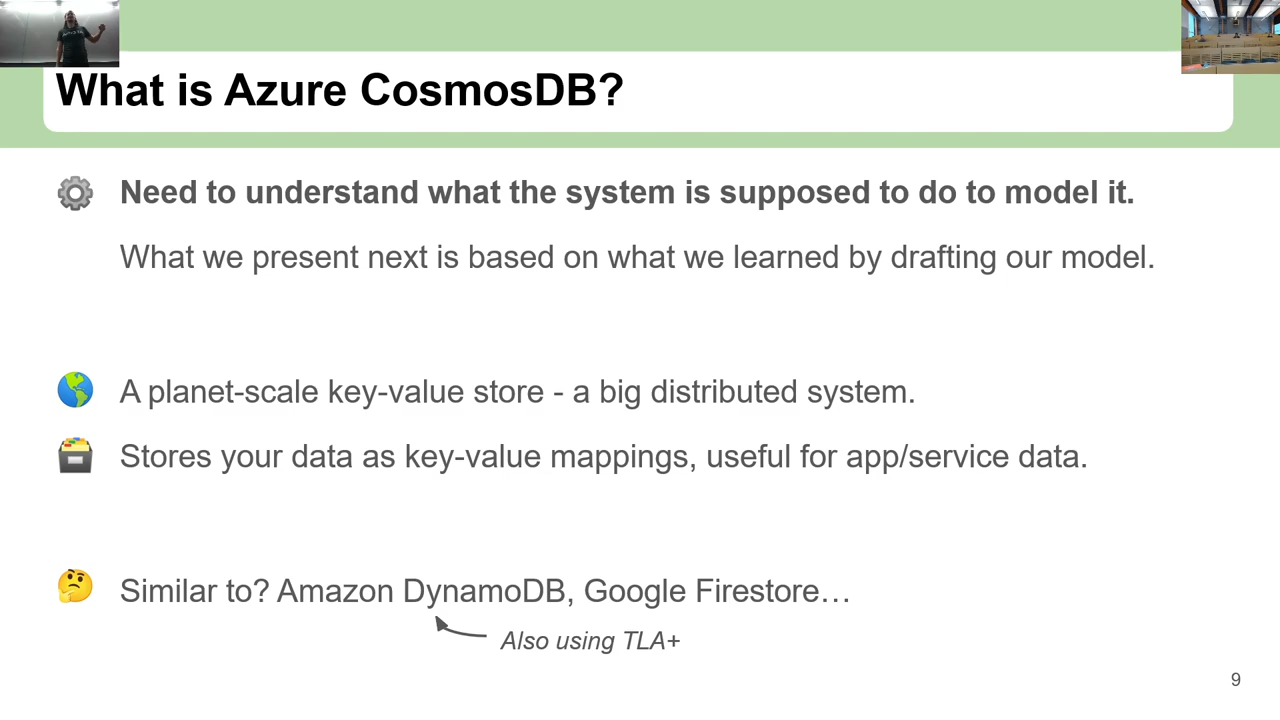 What is Azure CosmosDB?
Need to understand what the system is supposed to do to model it.
What we present next is based on what we learned by drafting our model.
A planet-scale key-value store - a big distributed system.
Stores your data as key-value mappings, useful for app/service data.
Similar to? Amazon DynamoDB, Google Firestore…
Also using TLA+
9